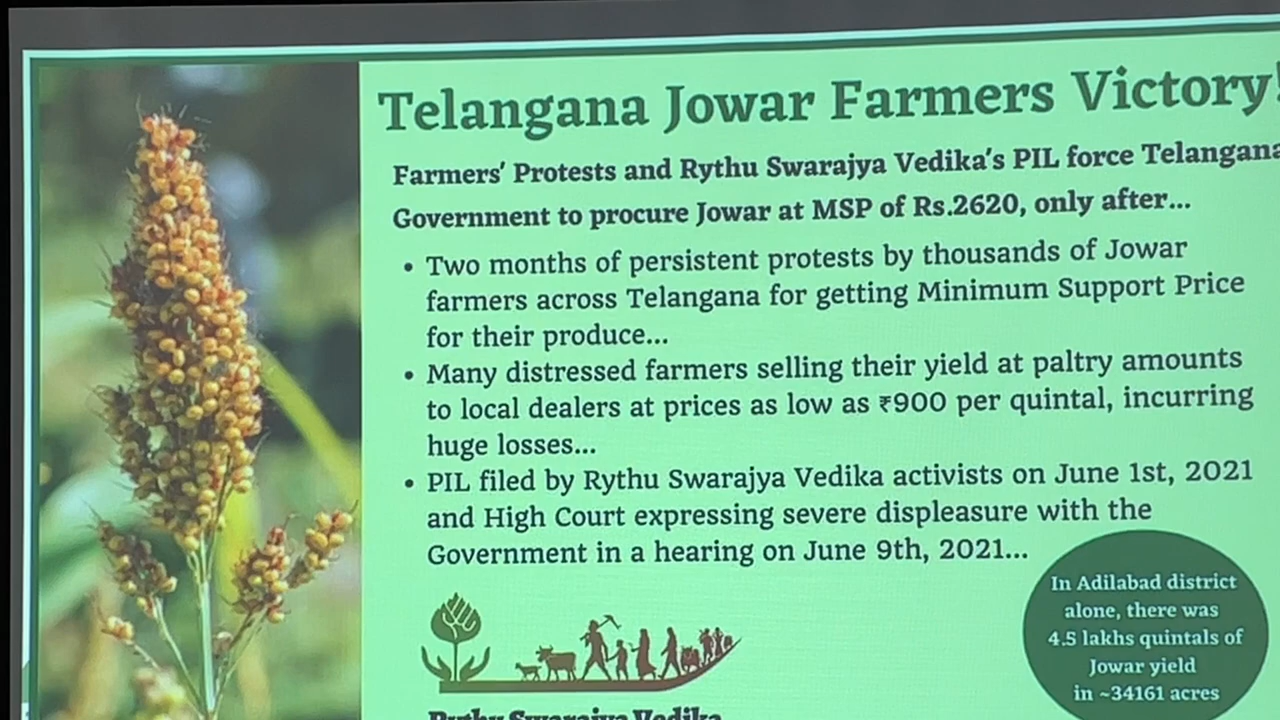 Telangana Jowar Farmers Victory!
Farmers' Protests and Rythu Swarajya Vedika's PIL force Telangana
Government to procure Jowar at MSP of Rs.2620, only after...
• Two months of persistent protests by thousands of Jowar
farmers across Telangana for getting Minimum Support Price
for their produce...
• Many distressed farmers selling their yield at paltry amounts
to local dealers at prices as low as ₹900 per quintal, incurring
huge losses...
• PIL filed by Rythu Swarajya Vedika activists on June 1st, 2021
and High Court expressing severe displeasure with the
Government in a hearing on June 9th, 2021...
In Adilabad district
alone, there was
4.5 lakhs quintals of
Jowar yield
in ~34161 acres
Rythu Swarajya Vedika